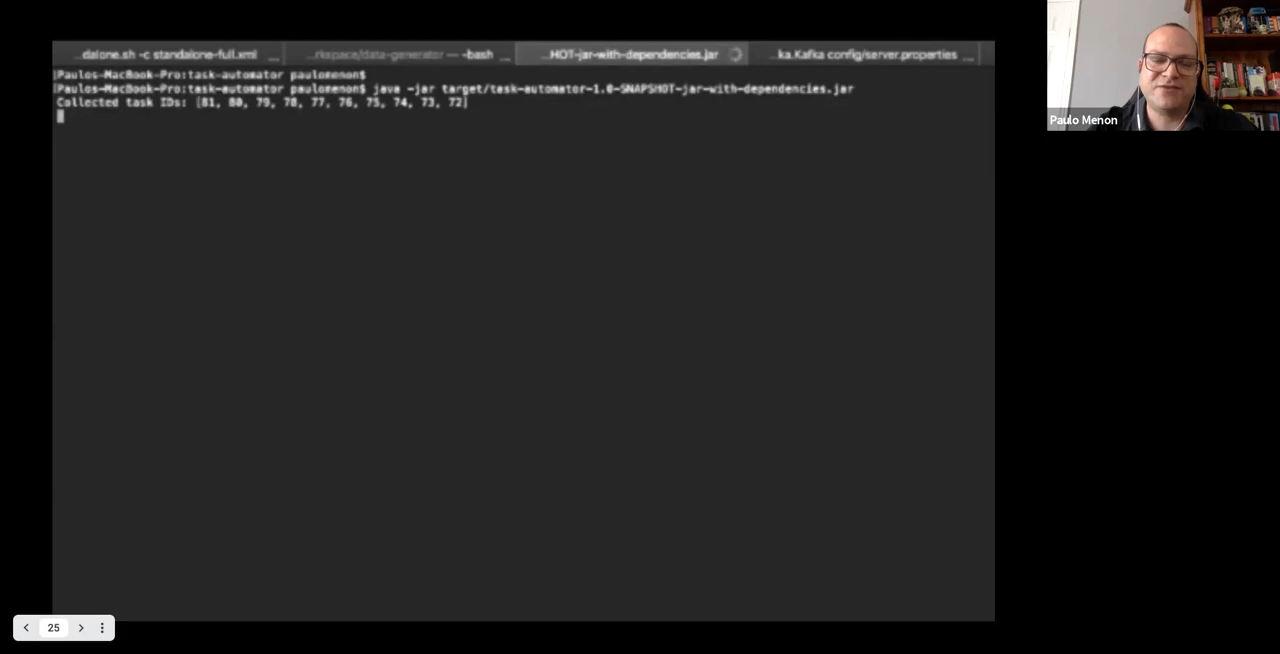 ...dalone.sh -c standalone-full.xml ...
...rkspace/data-generator — -bash ...
...HOT-jar-with-dependencies.jar
...ka.Kafka config/server.properties ...
[Paulos-MacBook-Pro:task-automator paulomenon$
[Paulos-MacBook-Pro:task-automator paulomenon$ java -jar target/task-automator-1.0-SNAPSHOT-jar-with-dependencies.jar
Collected task IDs: [81, 80, 79, 78, 77, 76, 75, 74, 73, 72]
Paulo Menon
25